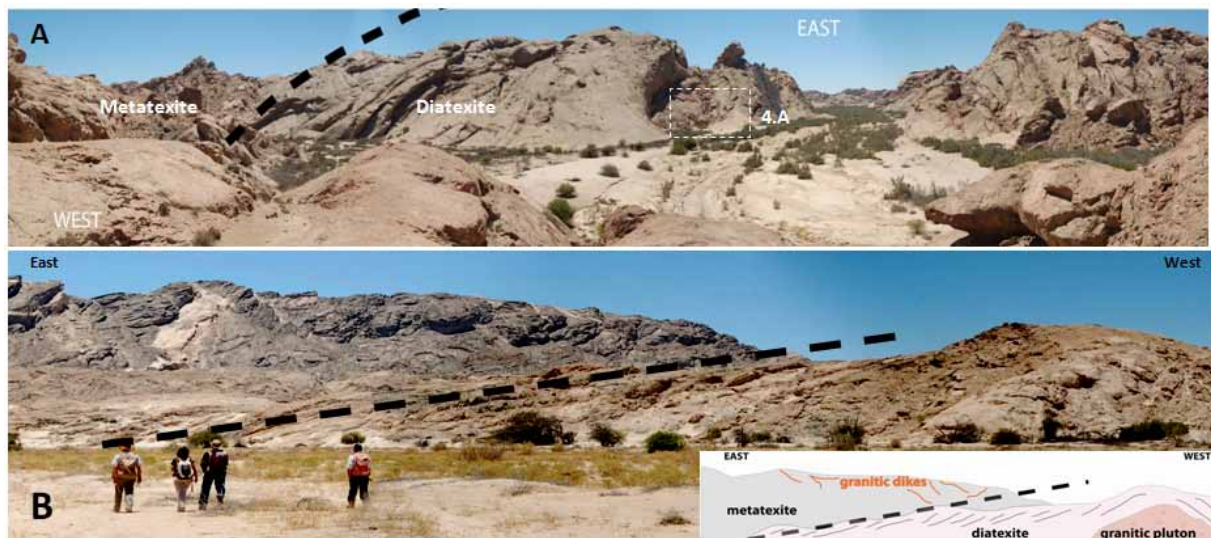 A
EAST
Metatexite
Diatexite
4.A
WEST
East
West
EAST
WEST
granitic dikes
metatexite
diatexite
granitic pluton
B